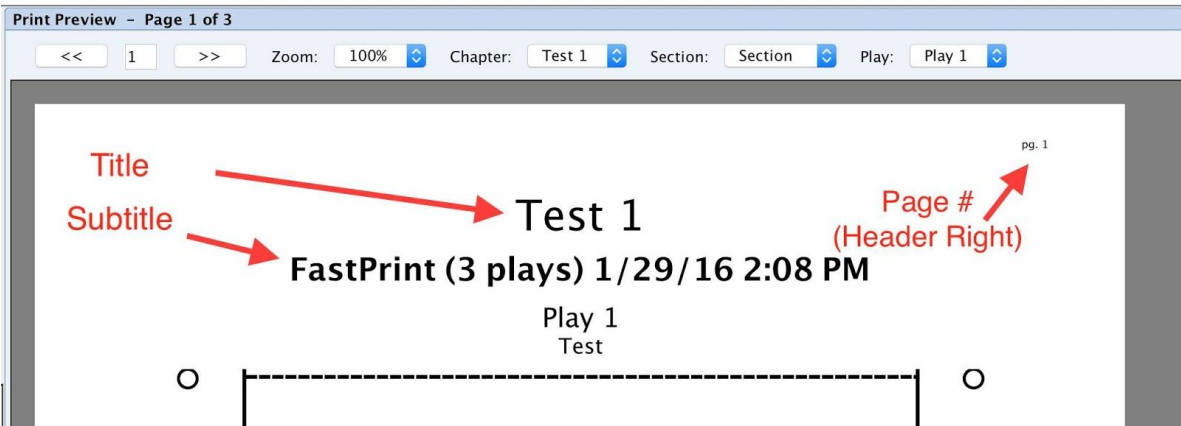 Print Preview – Page 1 of 3
<< 1 >> Zoom: 100% Chapter: Test 1 Section: Section Play: Play 1
pg. 1
Title
Subtitle
Page #
(Header Right)
Test 1
FastPrint (3 plays) 1/29/16 2:08 PM
Play 1
Test